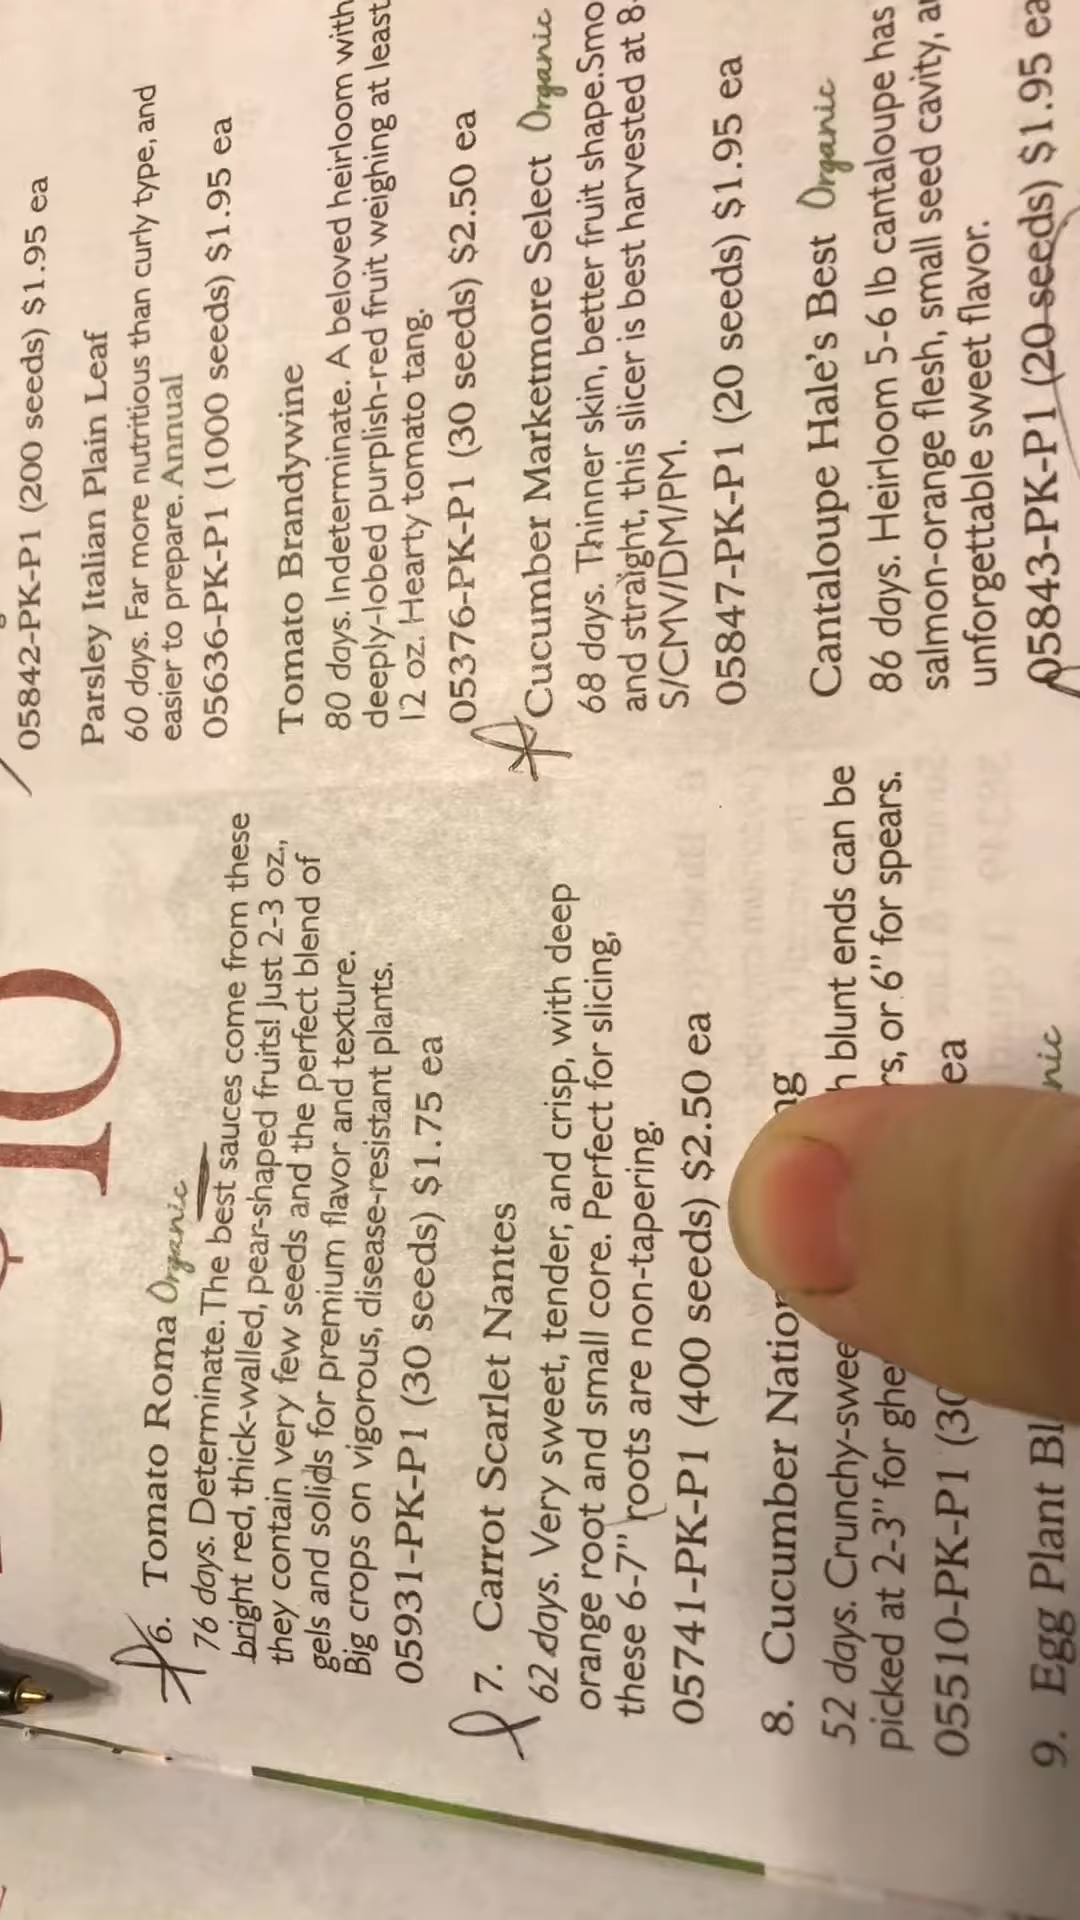 10
6. Tomato Roma Organic
76 days. Determinate. The best sauces come from these
bright red, thick-walled, pear-shaped fruits! Just 2-3 oz.,
they contain very few seeds and the perfect blend of
gels and solids for premium flavor and texture.
Big crops on vigorous, disease-resistant plants.
05931-PK-P1 (30 seeds) $1.75 ea
7. Carrot Scarlet Nantes
62 days. Very sweet, tender, and crisp, with deep
orange root and small core. Perfect for slicing,
these 6-7" roots are non-tapering.
05741-PK-P1 (400 seeds) $2.50 ea
8. Cucumber
52 days.
blunt ends can be
picked at 2-3" for
or 6" for spears.
05510-PK-P1
ea
9. Egg Plant
05842-PK-P1 (200 seeds) $1.95 ea
Parsley Italian Plain Leaf
60 days. Far more nutritious than curly type, and
easier to prepare. Annual
05636-PK-P1 (1000 seeds) $1.95 ea
Tomato Brandywine
80 days. Indeterminate. A beloved heirloom with
deeply-lobed purplish-red fruit weighing at least
12 oz. Hearty tomato tang.
05376-PK-P1 (30 seeds) $2.50 ea
Cucumber Marketmore Select Organic
68 days. Thinner skin, better fruit shape.
and straight, this slicer is best harvested at 8-
S/CMV/DM/PM.
05847-PK-P1 (20 seeds) $1.95 ea
Cantaloupe Hale's Best Organic
86 days. Heirloom 5-6 lb cantaloupe has
salmon-orange flesh, small seed cavity,
unforgettable sweet flavor.
05843-PK-P1 (20 seeds) $1.95 ea